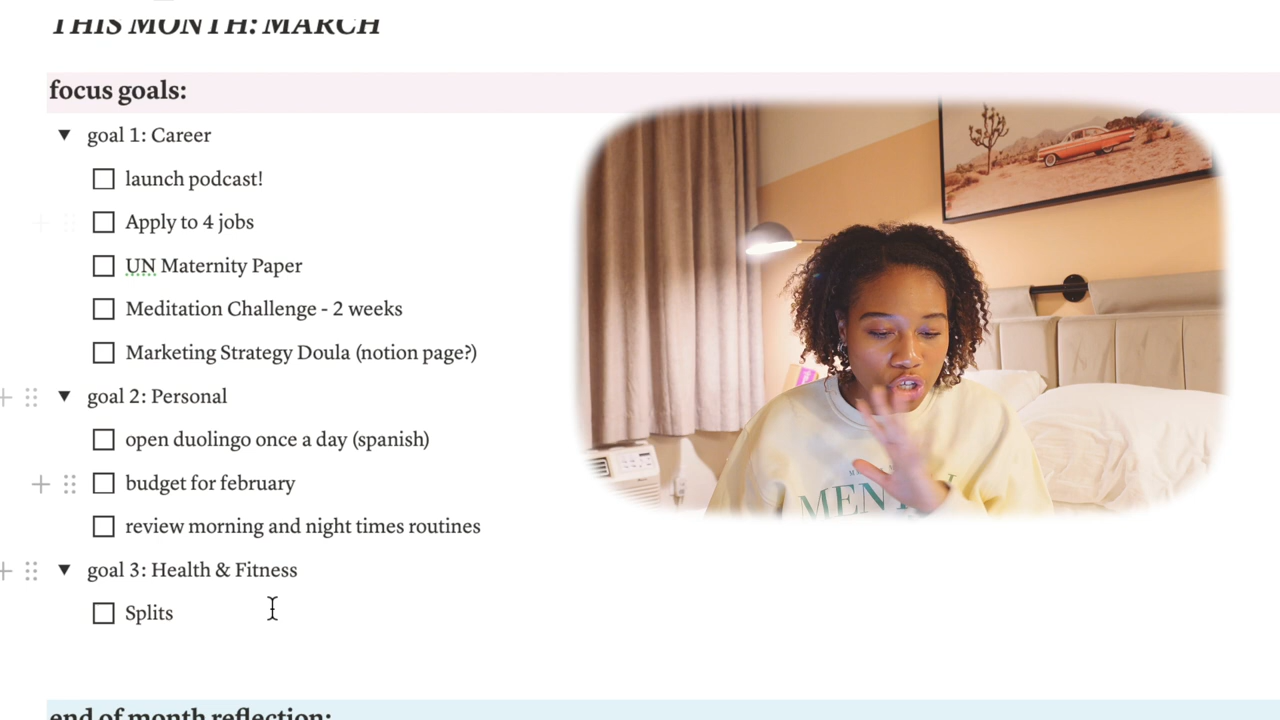 THIS MONTH: MARCH
focus goals:
goal 1: Career
launch podcast!
Apply to 4 jobs
UN Maternity Paper
Meditation Challenge - 2 weeks
Marketing Strategy Doula (notion page?)
goal 2: Personal
open duolingo once a day (spanish)
budget for february
review morning and night times routines
goal 3: Health & Fitness
Splits
end of month reflection: